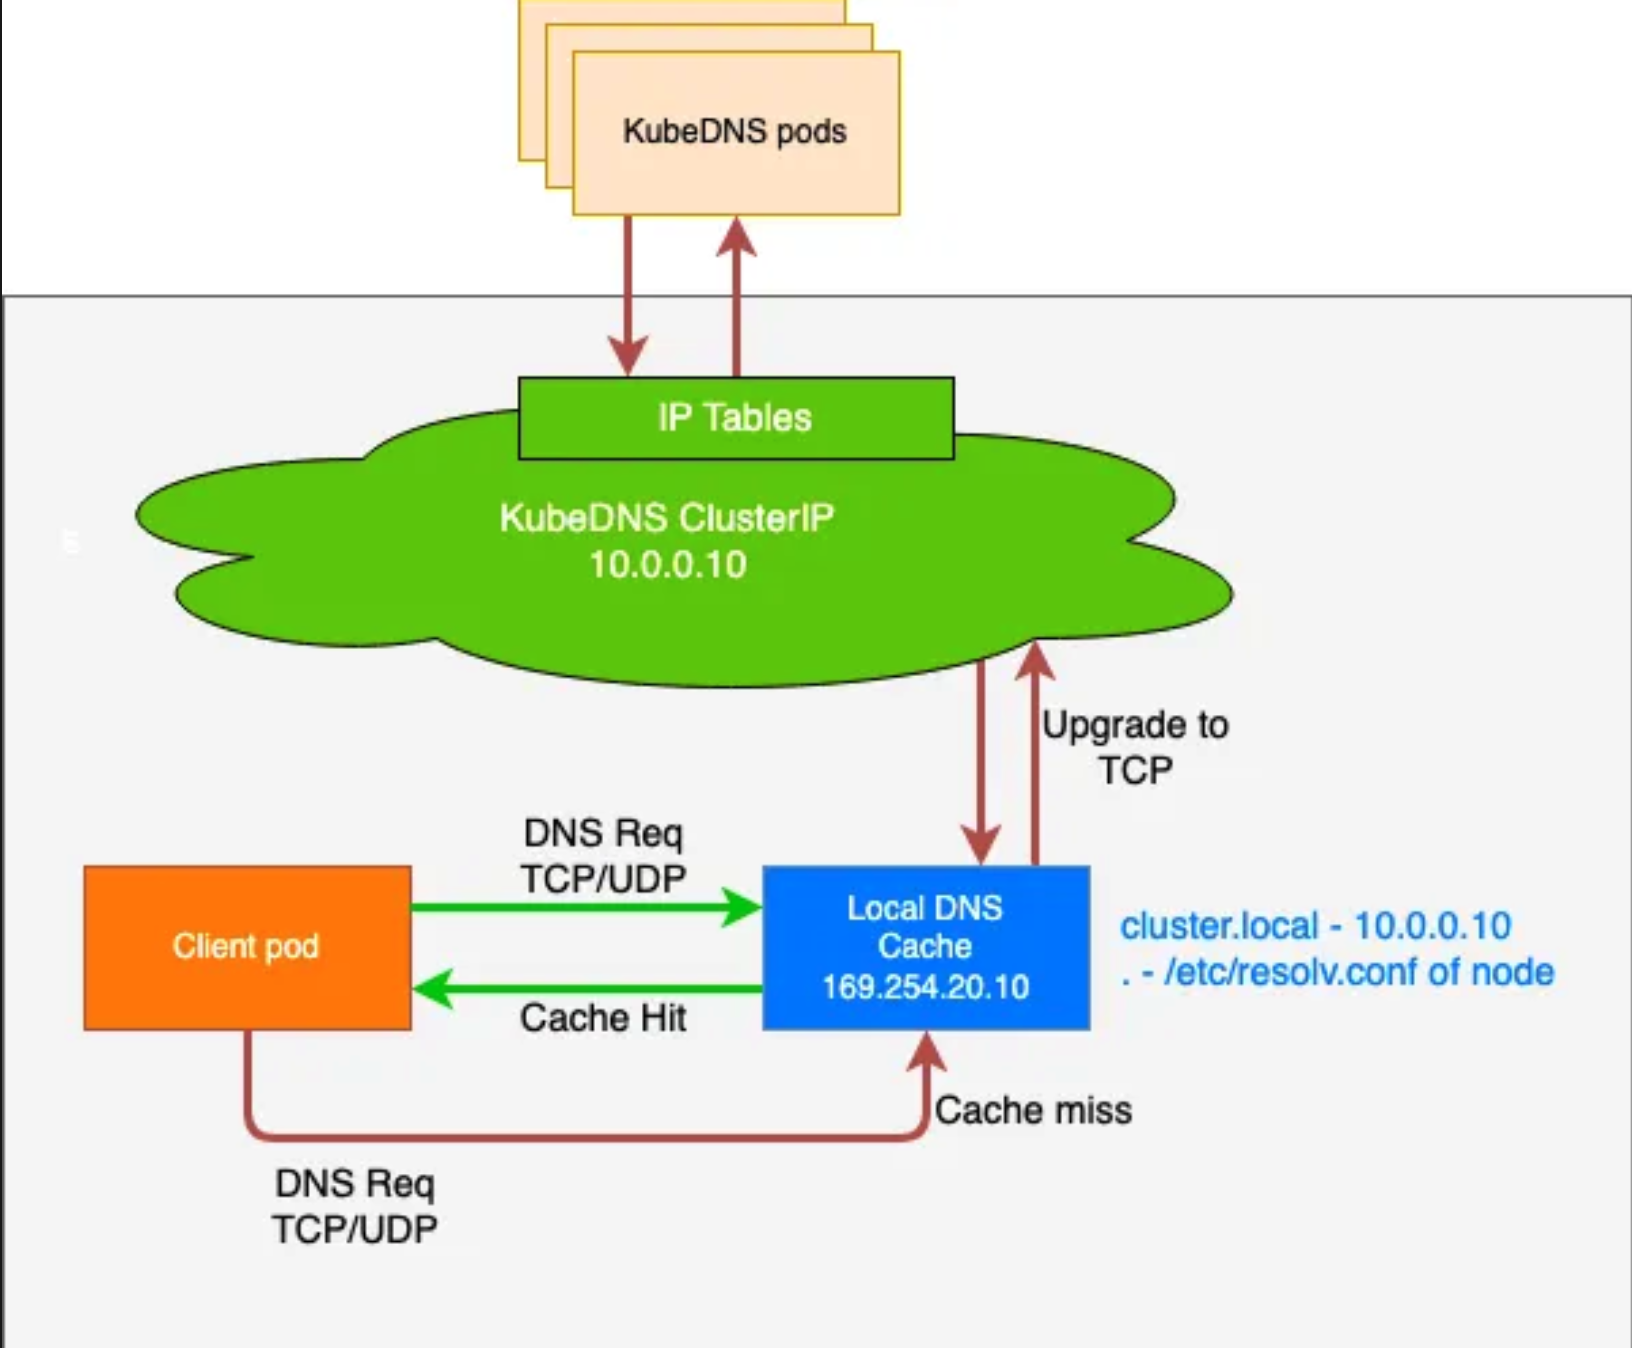 KubeDNS pods
IP Tables
KubeDNS ClusterIP
10.0.0.10
Upgrade to
TCP
DNS Req
TCP/UDP
Client pod
Local DNS
Cache
169.254.20.10
cluster.local - 10.0.0.10
. - /etc/resolv.conf of node
Cache Hit
Cache miss
DNS Req
TCP/UDP